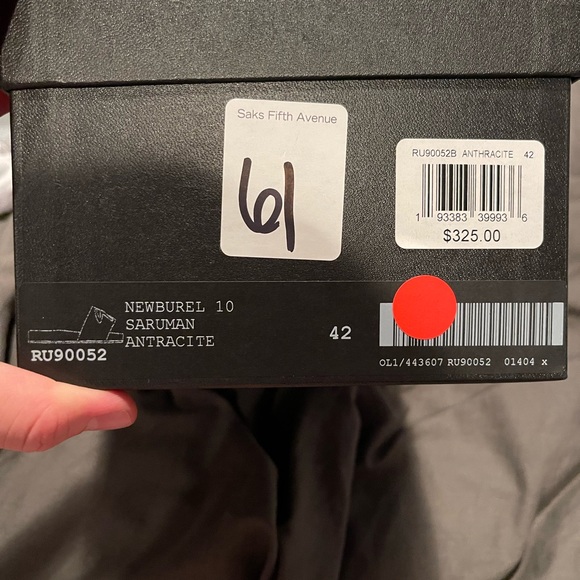 Saks Fifth Avenue
61
RU90052B ANTHRACITE 42
1 93383 39993 6
$325.00
NEWBUREL 10
SARUMAN
ANTRACITE
42
RU90052
OL1/443607 RU90052 01404 x